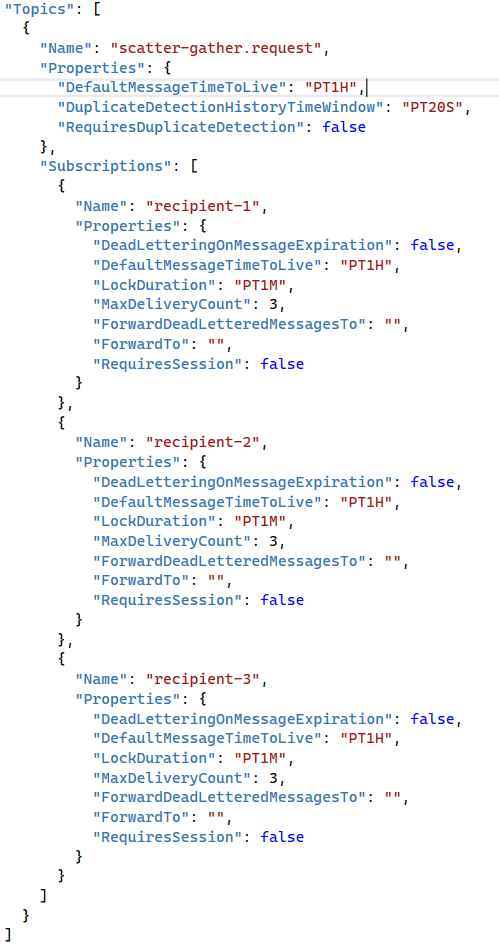 "Topics": [
  {
    "Name": "scatter-gather.request",
    "Properties": {
      "DefaultMessageTimeToLive": "PT1H",
      "DuplicateDetectionHistoryTimeWindow": "PT20S",
      "RequiresDuplicateDetection": false
    },
    "Subscriptions": [
      {
        "Name": "recipient-1",
        "Properties": {
          "DeadLetteringOnMessageExpiration": false,
          "DefaultMessageTimeToLive": "PT1H",
          "LockDuration": "PT1M",
          "MaxDeliveryCount": 3,
          "ForwardDeadLetteredMessagesTo": "",
          "ForwardTo": "",
          "RequiresSession": false
        }
      },
      {
        "Name": "recipient-2",
        "Properties": {
          "DeadLetteringOnMessageExpiration": false,
          "DefaultMessageTimeToLive": "PT1H",
          "LockDuration": "PT1M",
          "MaxDeliveryCount": 3,
          "ForwardDeadLetteredMessagesTo": "",
          "ForwardTo": "",
          "RequiresSession": false
        }
      },
      {
        "Name": "recipient-3",
        "Properties": {
          "DeadLetteringOnMessageExpiration": false,
          "DefaultMessageTimeToLive": "PT1H",
          "LockDuration": "PT1M",
          "MaxDeliveryCount": 3,
          "ForwardDeadLetteredMessagesTo": "",
          "ForwardTo": "",
          "RequiresSession": false
        }
      }
    ]
  }
]